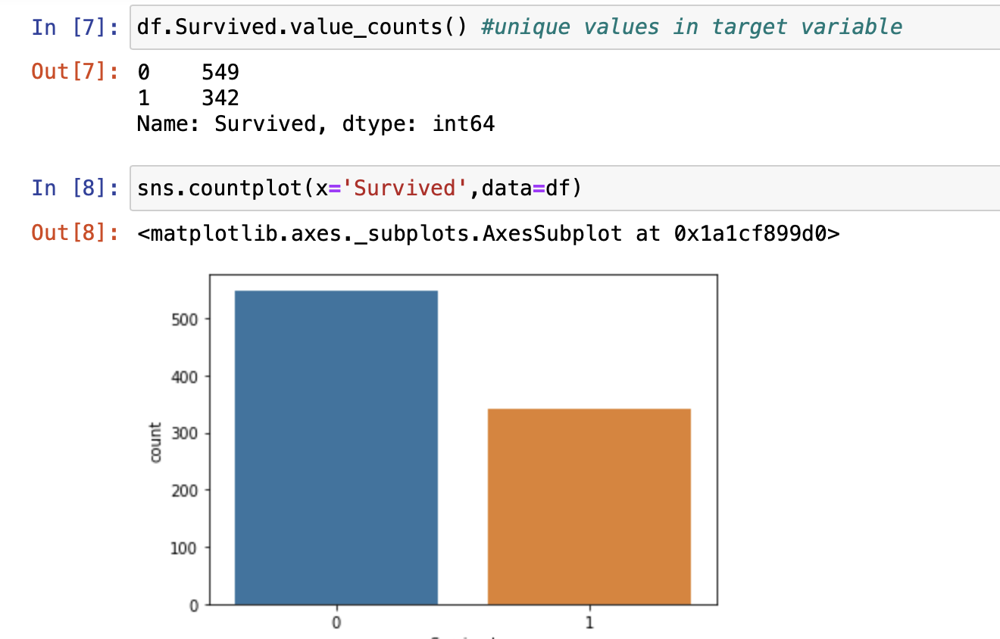 In [7]: df.Survived.value_counts() #unique values in target variable
Out[7]: 0    549
1    342
Name: Survived, dtype: int64
In [8]: sns.countplot(x='Survived',data=df)
Out[8]: <matplotlib.axes._subplots.AxesSubplot at 0x1a1cf899d0>
500
400
300
200
100
0
count
0 1